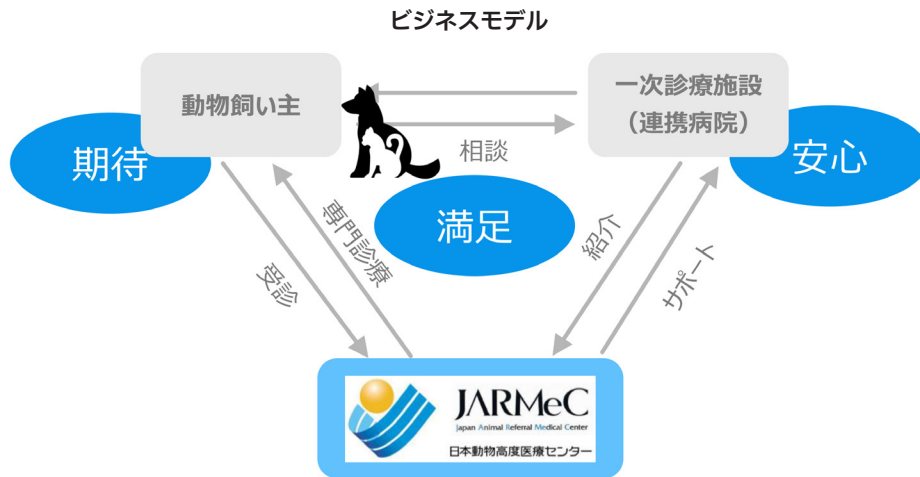 ビジネスモデル
動物飼い主
一次診療施設
（連携病院）
相談
期待
満足
安心
受診
専門診療
紹介
サポート
JARMeC
Japan Animal Referral Medical Center
日本動物高度医療センター